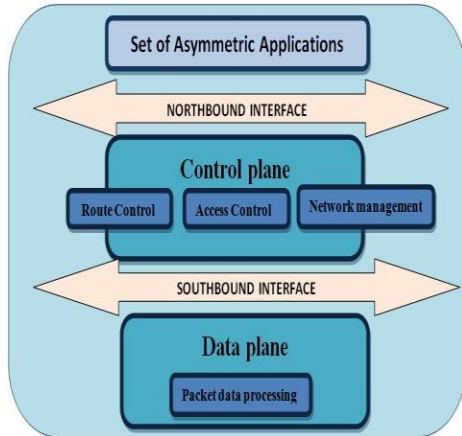 Set of Asymmetric Applications
NORTHBOUND INTERFACE
Control plane
Route Control Access Control Network management
SOUTHBOUND INTERFACE
Data plane
Packet data processing